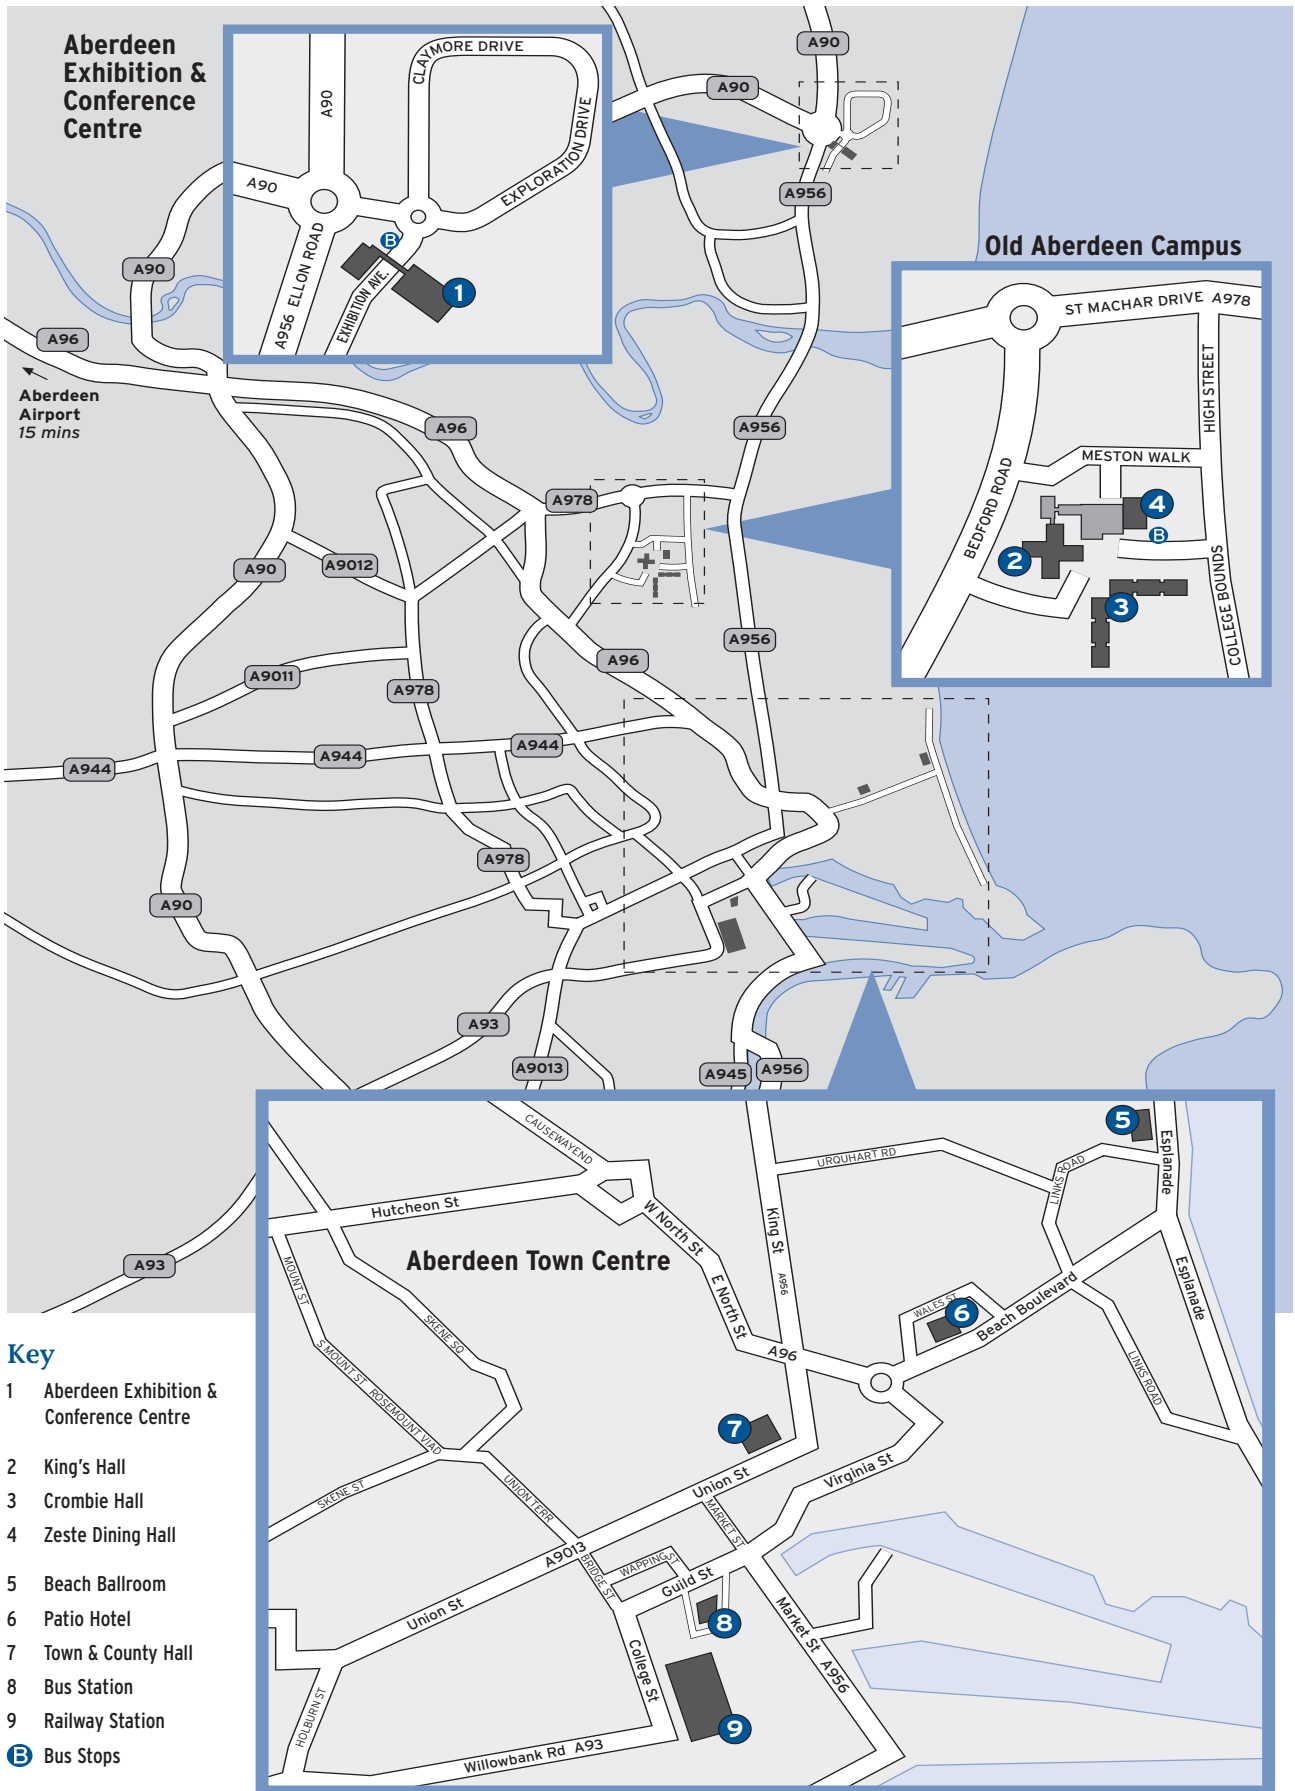 Aberdeen
Exhibition &
Conference
Centre
A90
CLAYMORE DRIVE
EXPLORATION DRIVE
A90
A956 ELLON ROAD
EXHIBITION AVE.
B
1
A90
A90
A956
A90
A96
Aberdeen
Airport
15 mins
Old Aberdeen Campus
ST MACHAR DRIVE A978
HIGH STREET
MESTON WALK
BEDFORD ROAD
COLLEGE BOUNDS
4
B
2
3
A96
A956
A978
A90
A9012
A956
A96
A9011
A978
A944
A944
A944
A978
A90
A93
A9013
A945
A956
A93
CAUSEWAYEND
URQUHART RD
LINKS ROAD
5
Esplanade
Hutcheon St
W North St
King St
A956
Aberdeen Town Centre
E North St
Esplanade
MOUNT ST
SKENE SQ
WALES ST
6
Beach Boulevard
A96
S MOUNT ST
ROSEMOUNT VIAD
LINKS ROAD
7
Union St
Virginia St
SKENE ST
UNION TERR
MARKET ST
A9013
BRIDGE ST
WAPPING ST
Guild St
Union St
8
Market St A956
College St
HOLBURN ST
9
Willowbank Rd A93
Key
1 Aberdeen Exhibition &
Conference Centre
2 King's Hall
3 Crombie Hall
4 Zeste Dining Hall
5 Beach Ballroom
6 Patio Hotel
7 Town & County Hall
8 Bus Station
9 Railway Station
B Bus Stops